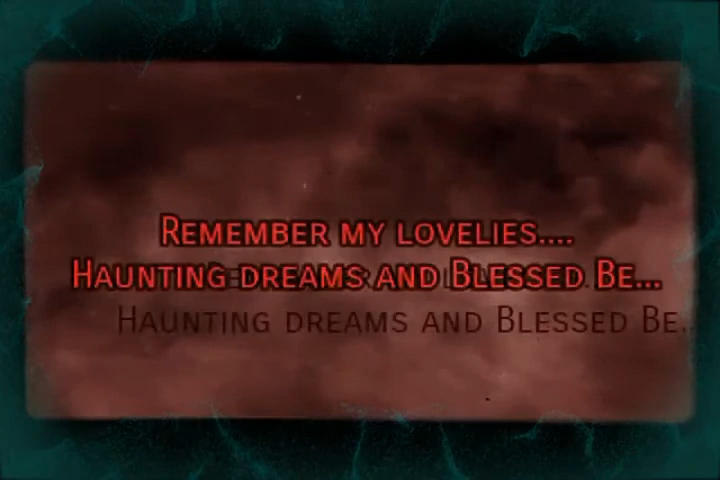 Remember my lovelies....
Haunting dreams and Blessed Be...
Haunting dreams and Blessed Be.